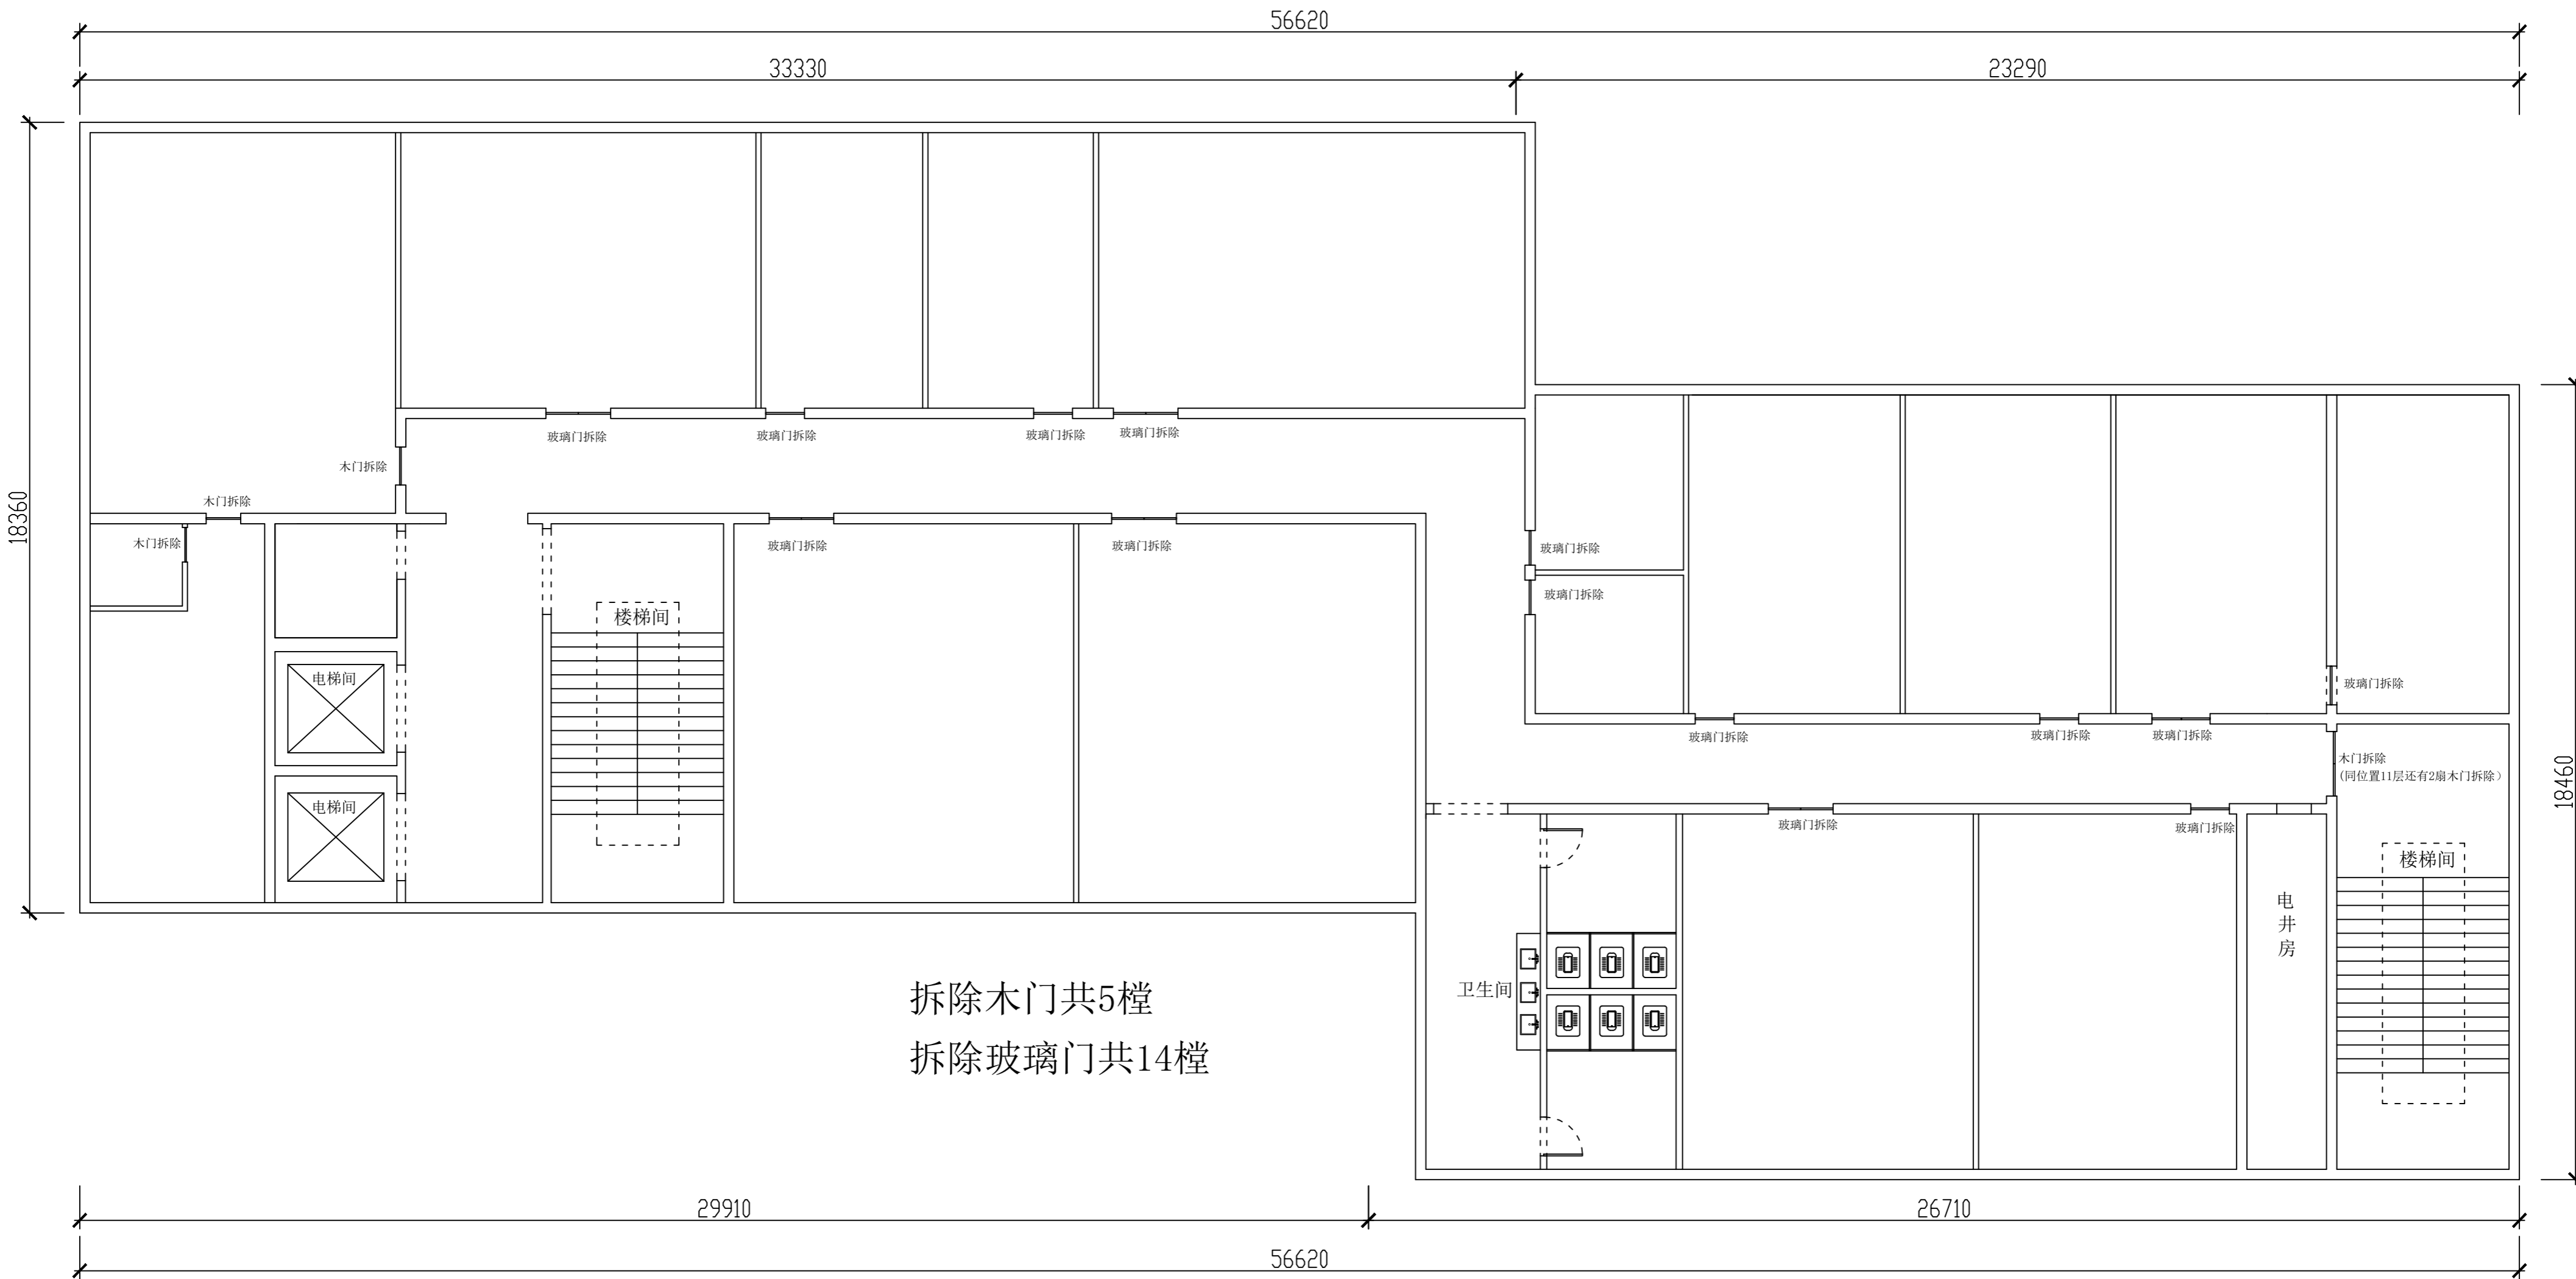 56620
33330
23290
18360
玻璃门拆除
玻璃门拆除
玻璃门拆除
玻璃门拆除
木门拆除
木门拆除
木门拆除
玻璃门拆除
玻璃门拆除
玻璃门拆除
玻璃门拆除
楼梯间
电梯间
电梯间
玻璃门拆除
玻璃门拆除
玻璃门拆除
玻璃门拆除
木门拆除
(同位置11层还有2扇木门拆除）
18460
玻璃门拆除
玻璃门拆除
楼梯间
电
井
房
卫生间
拆除木门共5樘
拆除玻璃门共14樘
29910
26710
56620